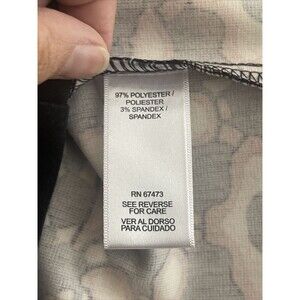 97% POLYESTER /
POLIESTER
3% SPANDEX /
SPANDEX
RN 67473
SEE REVERSE
FOR CARE
VER AL DORSO
PARA CUIDADO